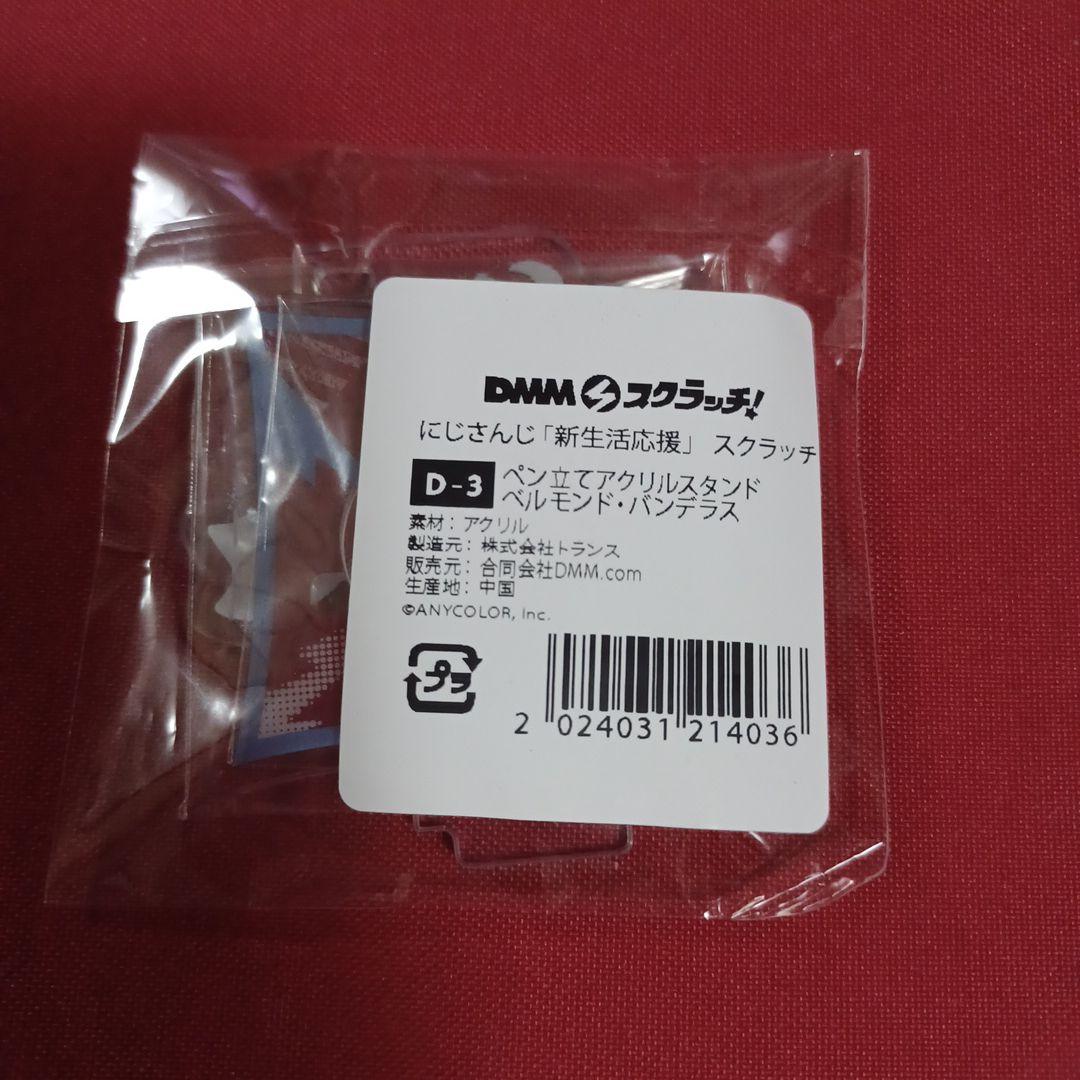 DMM スクラッチ!
にじさんじ「新生活応援」 スクラッチ
D-3 ペン立てアクリルスタンド
ベルモンド・バンデラス
素材：アクリル
製造元：株式会社トランス
販売元：合同会社DMM.com
生産地：中国
©ANYCOLOR, Inc.
プラ
2 024031 214036